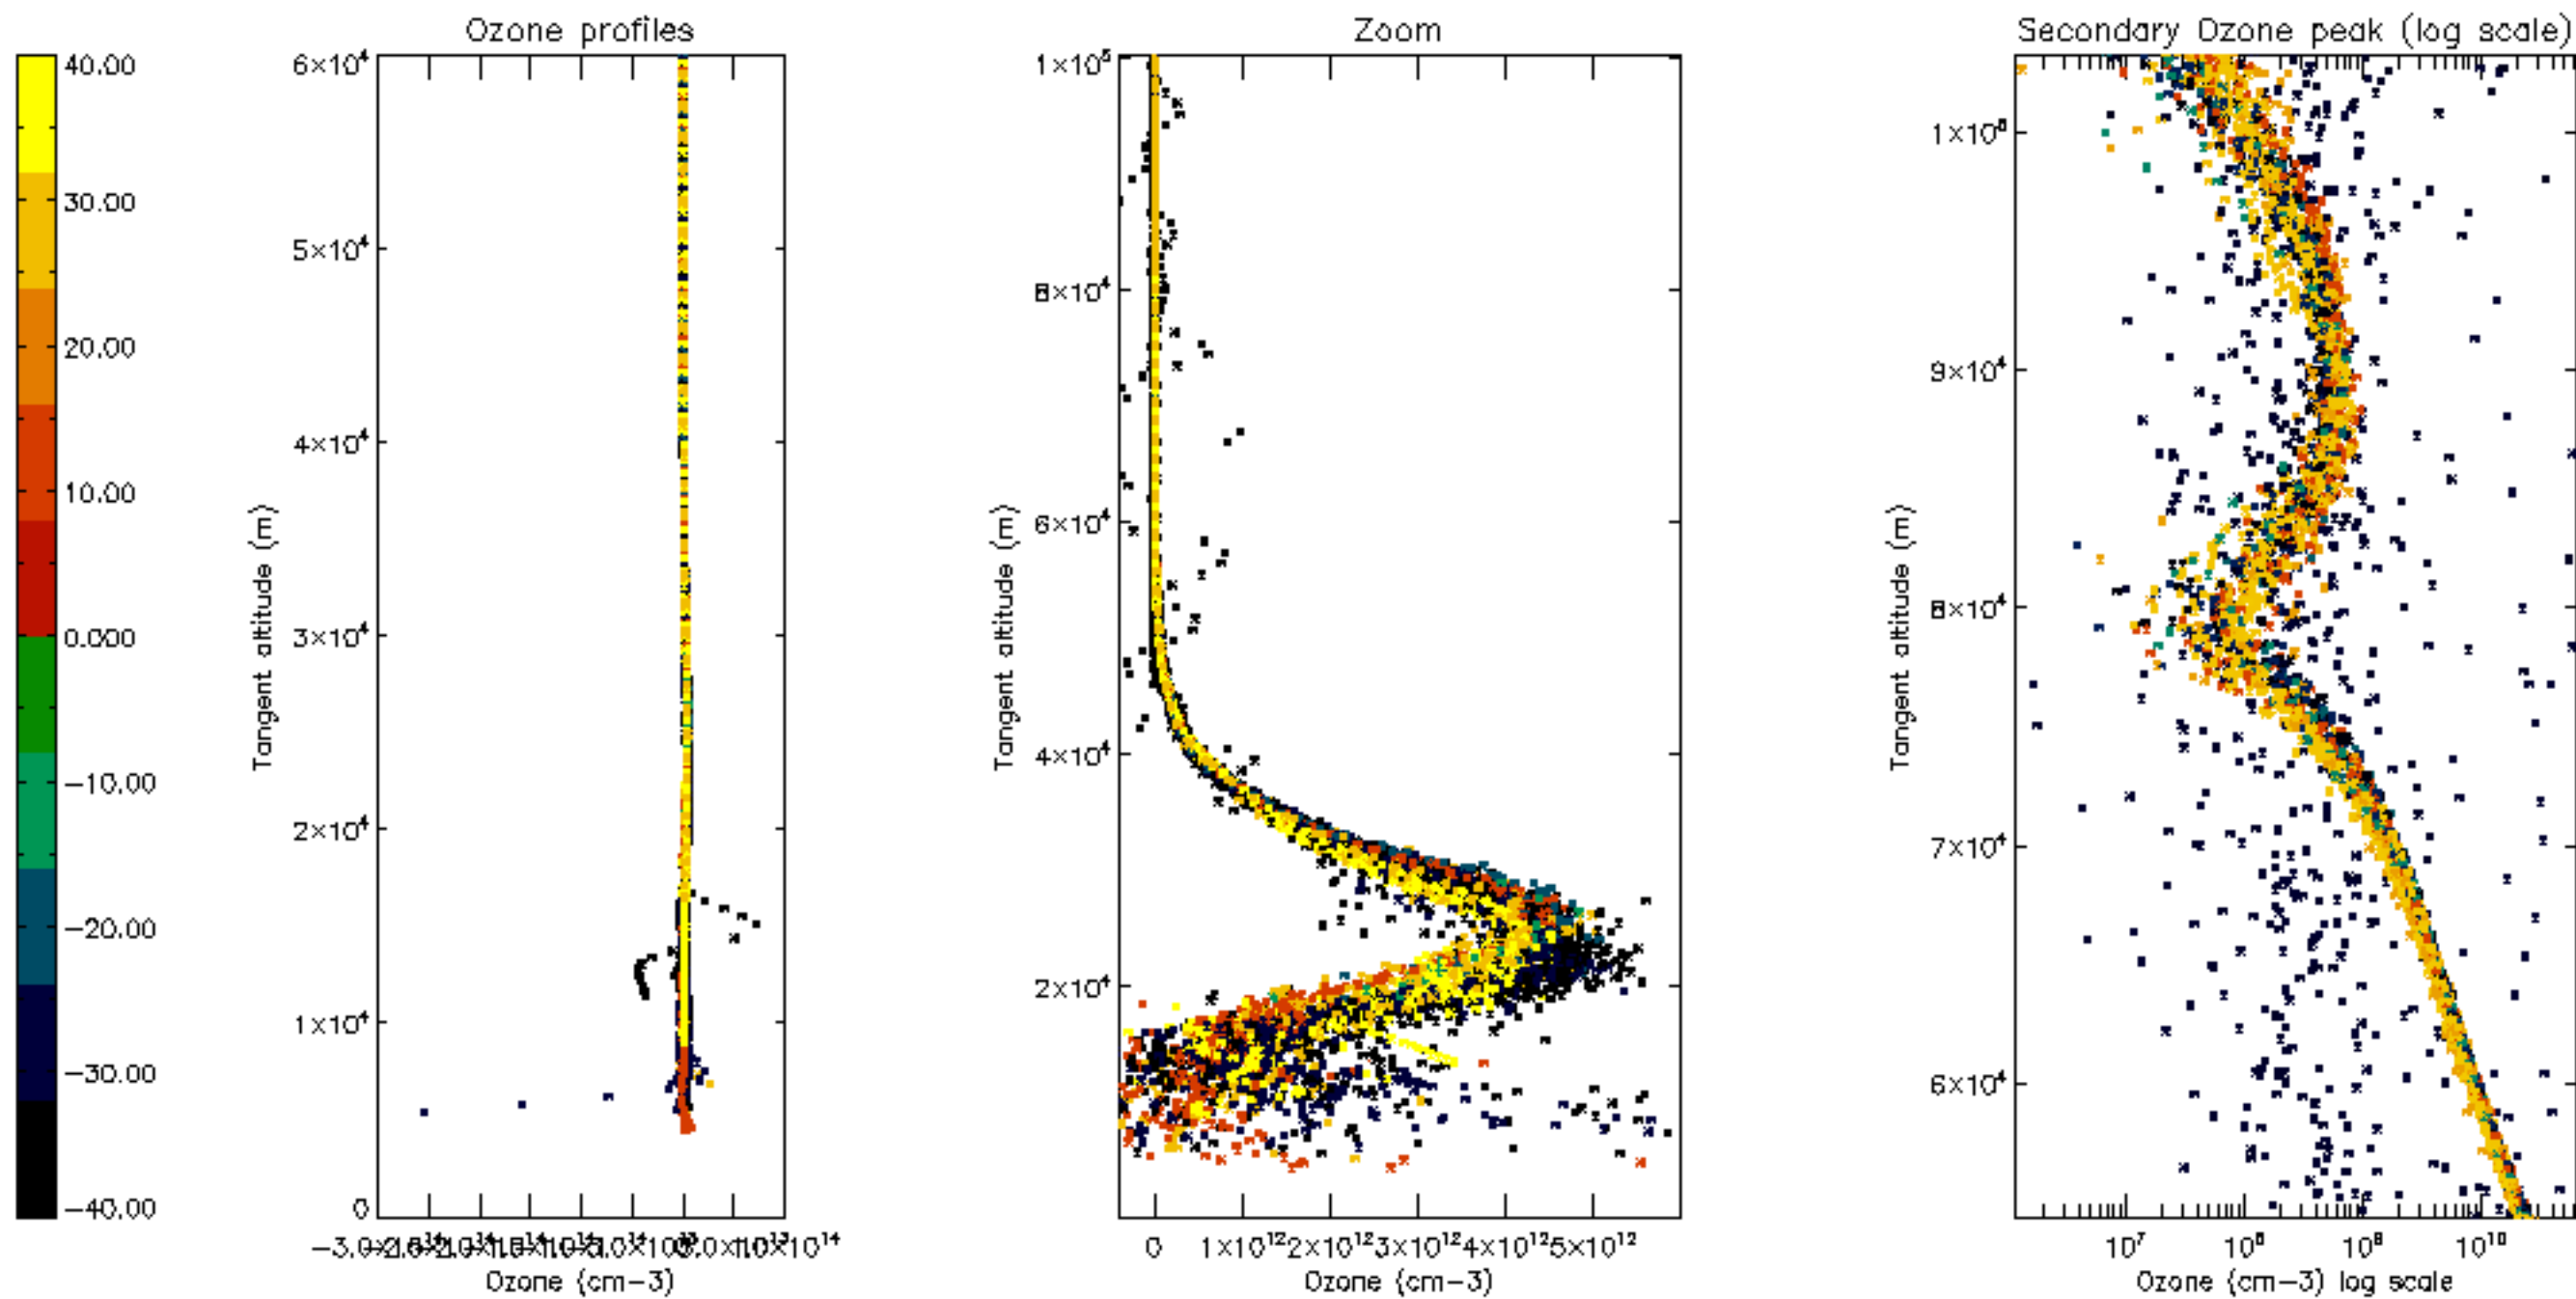 Ozone profiles
Zoom
Secondary Ozone peak (log scale)
40.00
30.00
20.00
10.00
-10.00
-20.00
-30.00
-40.00
6×10⁴
5×10⁴
4×10⁴
3×10⁴
2×10⁴
1×10⁴
0
Tangent altitude (m)
Ozone (cm-3)
1×10⁵
8×10⁴
6×10⁴
4×10⁴
2×10⁴
Tangent altitude (m)
0 1×10¹² 2×10¹² 3×10¹² 4×10¹² 5×10¹²
Ozone (cm-3)
9×10⁴
8×10⁴
7×10⁴
6×10⁴
Tangent altitude (m)
10⁷ 10⁸ 10⁹ 10¹⁰
Ozone (cm-3) log scale